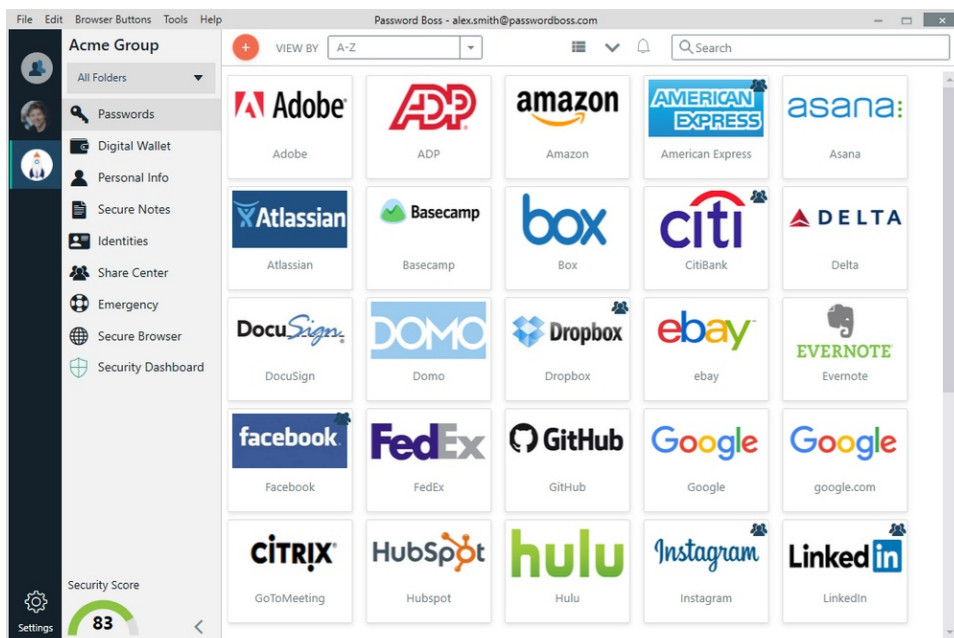 File Edit Browser Buttons Tools Help
Password Boss - alex.smith@passwordboss.com
Acme Group
All Folders
Passwords
Digital Wallet
Personal Info
Secure Notes
Identities
Share Center
Emergency
Secure Browser
Security Dashboard
Security Score
83
Settings
VIEW BY A-Z
Search
Adobe
Adobe
ADP
ADP
amazon
Amazon
AMERICAN
EXPRESS
American Express
asana:
Asana
Atlassian
Atlassian
Basecamp
Basecamp
box
Box
citi
CitiBank
DELTA
Delta
DocuSign
DocuSign
DOMO
Domo
Dropbox
Dropbox
ebay
ebay
EVERNOTE
Evernote
facebook
Facebook
FedEx
FedEx
GitHub
GitHub
Google
Google
Google
google.com
CİTRIX
GoToMeeting
HubSpot
Hubspot
hulu
Hulu
Instagram
Instagram
Linked in
LinkedIn